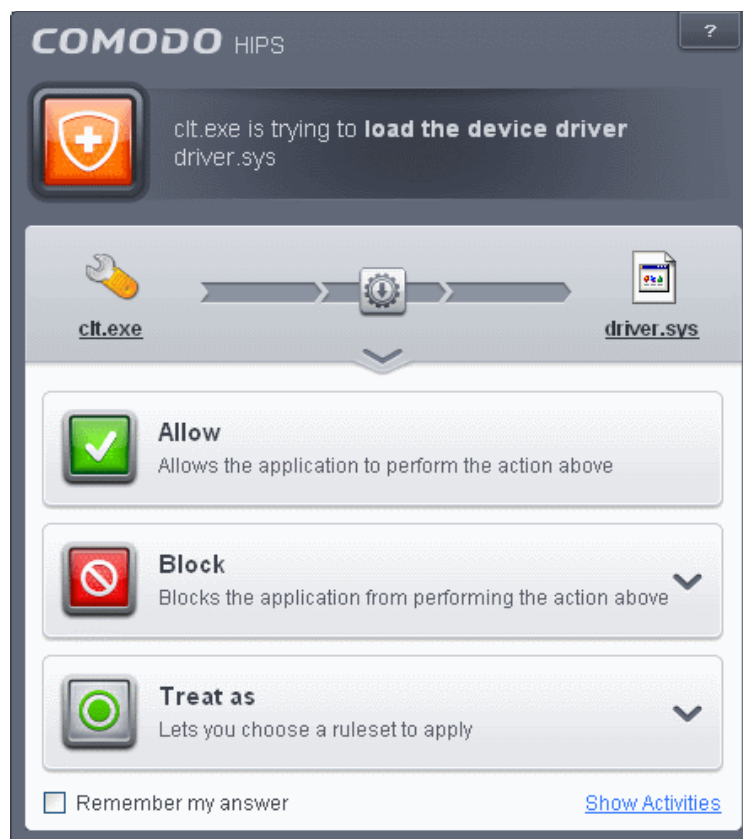 COMODO HIPS
?
clt.exe is trying to load the device driver
driver.sys
clt.exe
driver.sys
Allow
Allows the application to perform the action above
Block
Blocks the application from performing the action above
Treat as
Lets you choose a ruleset to apply
Remember my answer
Show Activities